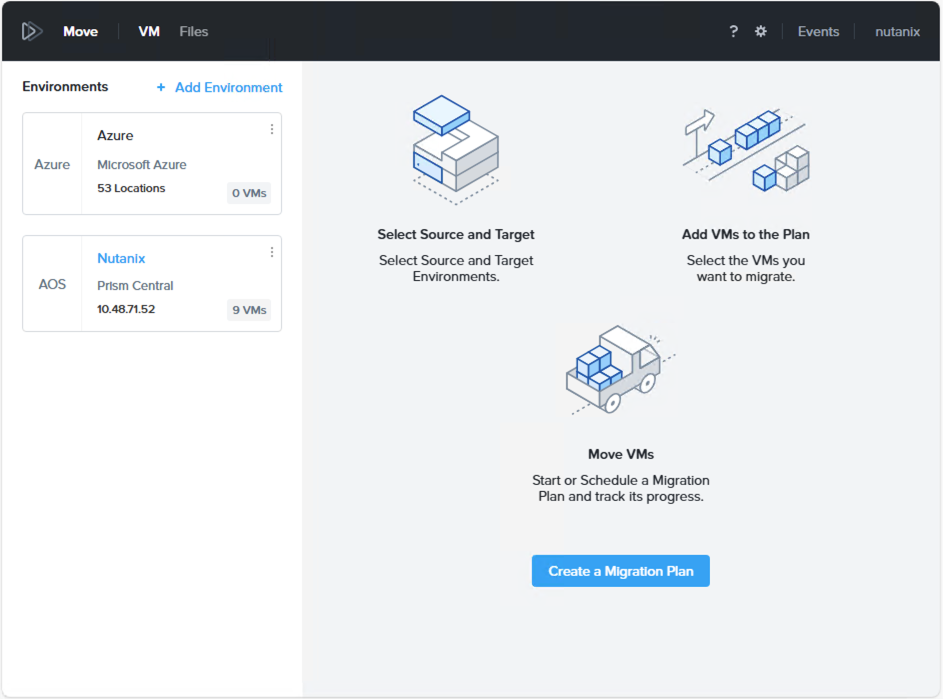 Move VM Files ? Events nutanix
Environments + Add Environment
Azure
Azure
Microsoft Azure
53 Locations
0 VMs
AOS
Nutanix
Prism Central
10.48.71.52
9 VMs
Select Source and Target
Select Source and Target
Environments.
Add VMs to the Plan
Select the VMs you
want to migrate.
Move VMs
Start or Schedule a Migration
Plan and track its progress.
Create a Migration Plan